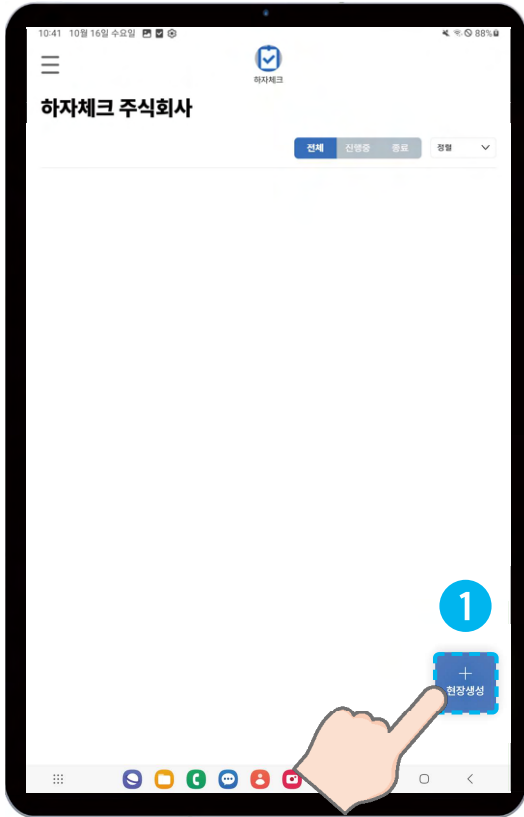 10:41 10월 16일 수요일 88%
하자체크
하자체크 주식회사
전체 진행중 종료 정렬
1
+
현장생성